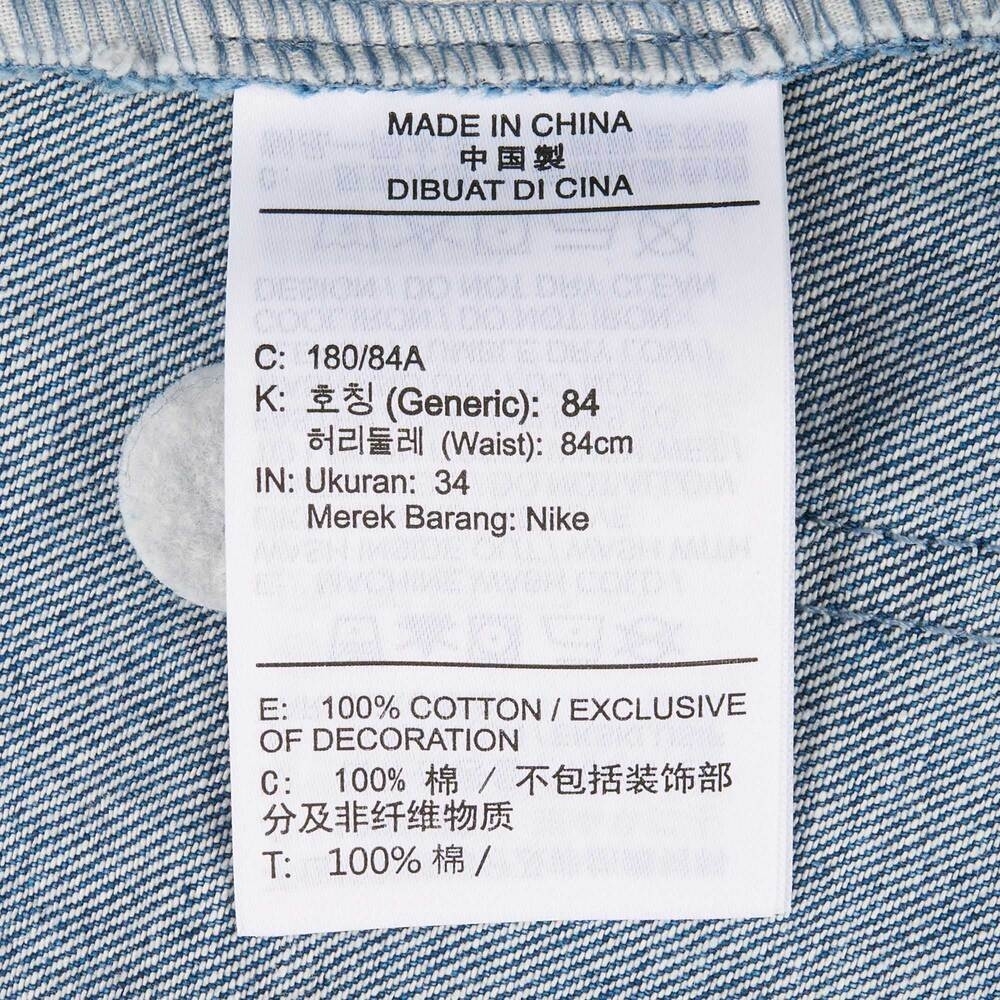 MADE IN CHINA
中国製
DIBUAT DI CINA
C: 180/84A
K: 호칭 (Generic): 84
허리둘레 (Waist): 84cm
IN: Ukuran: 34
Merek Barang: Nike
E: 100% COTTON / EXCLUSIVE
OF DECORATION
C: 100% 棉 / 不包括装饰部
分及非纤维物质
T: 100% 棉 /